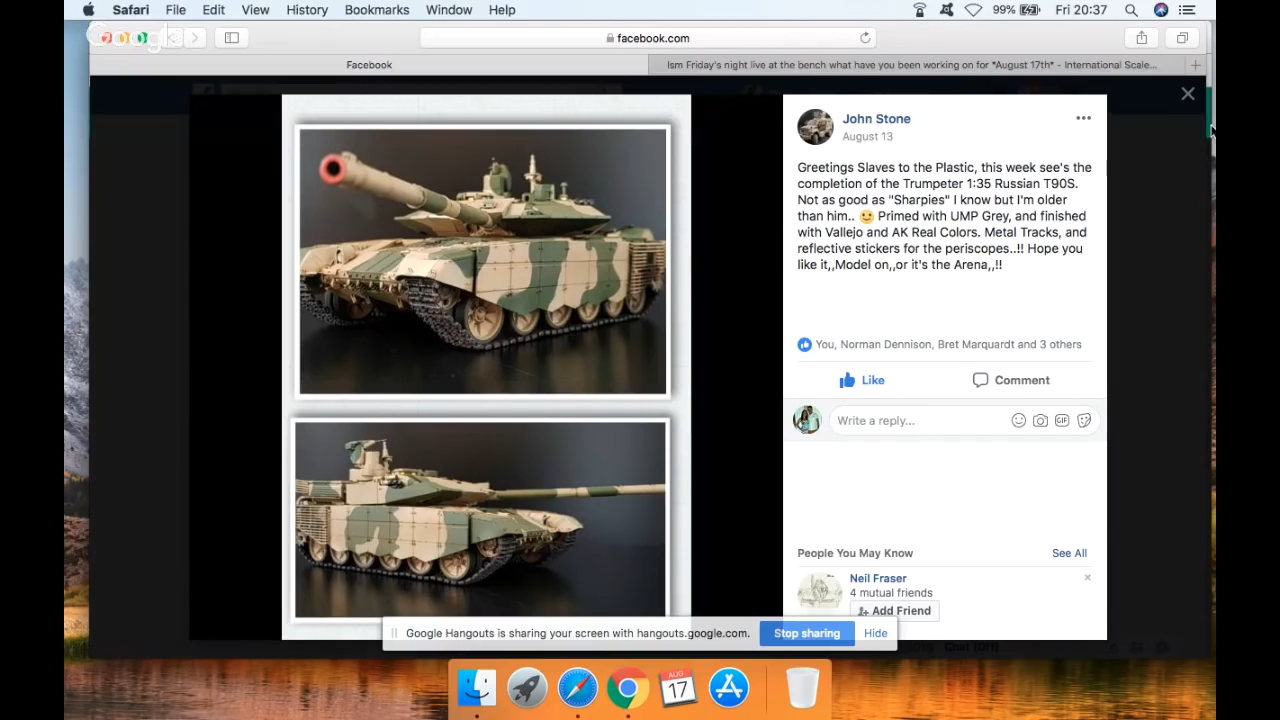 Safari File Edit View History Bookmarks Window Help
99% Fri 20:37
Google
facebook.com
Facebook
Ism Friday's night live at the bench what have you been working on for *August 17th* - International Scale...
John Stone
August 13
Greetings Slaves to the Plastic, this week see's the
completion of the Trumpeter 1:35 Russian T90S.
Not as good as "Sharpies" I know but I'm older
than him.. 😉 Primed with UMP Grey, and finished
with Vallejo and AK Real Colors. Metal Tracks, and
reflective stickers for the periscopes..!! Hope you
like it,,Model on,,or it's the Arena,,!!
You, Norman Dennison, Bret Marquardt and 3 others
Like Comment
Write a reply...
GIF
People You May Know See All
Neil Fraser
4 mutual friends
Add Friend
Google Hangouts is sharing your screen with hangouts.google.com. Stop sharing Hide
Chat (Off)
AUG
17